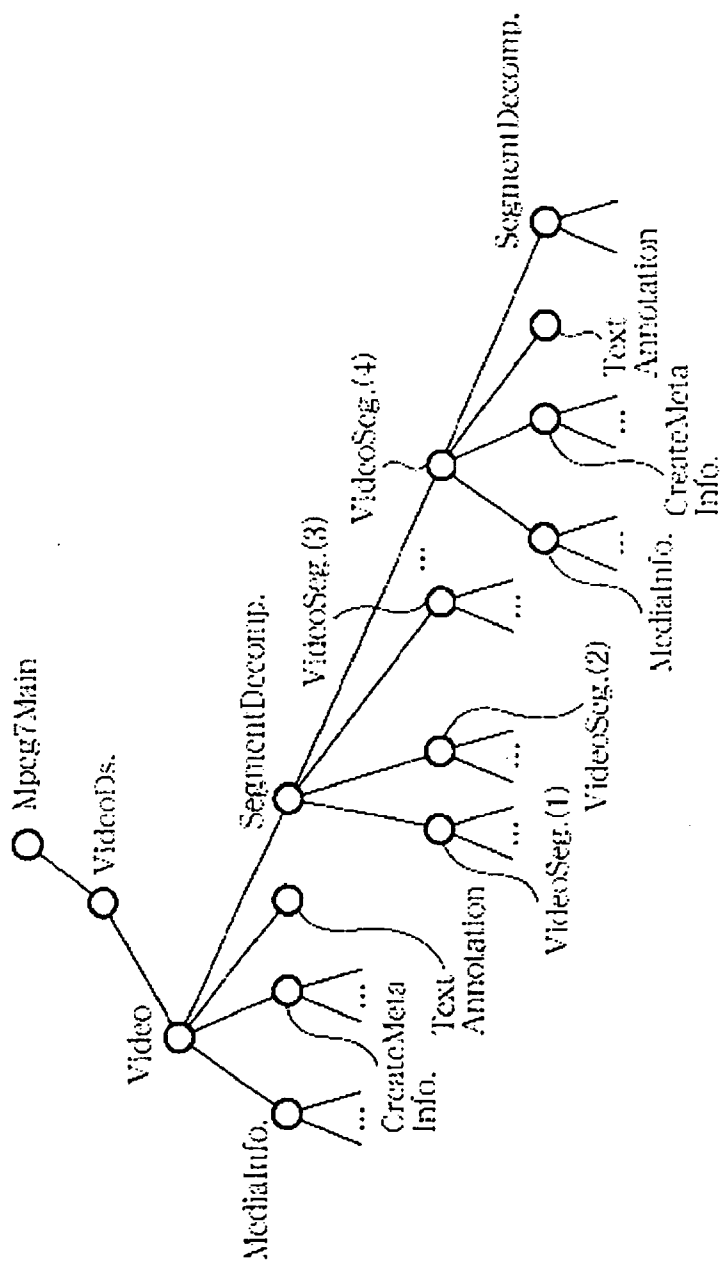 Mpeg7Main
VideoDs.
Video
MediaInfo.
CreateMeta
Info.
Text
Annotation
SegmentDecomp.
VideoSeg.(1)
VideoSeg.(2)
VideoSeg.(3)
...
VideoSeg.(4)
MediaInfo.
CreateMeta
Info.
Text
Annotation
SegmentDecomp.
...
...
...
...
...
...
...